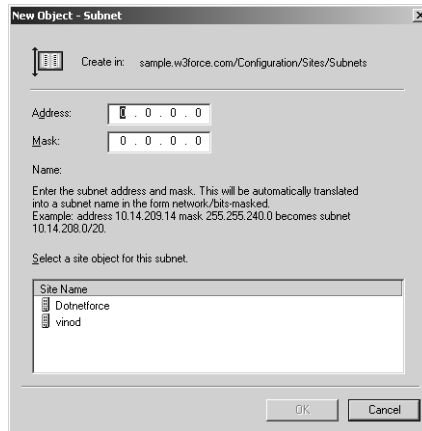 New Object - Subnet
Create in: sample.w3force.com/Configuration/Sites/Subnets
Address: 0 . 0 . 0 . 0
Mask: 0 . 0 . 0 . 0
Name:
Enter the subnet address and mask. This will be automatically translated
into a subnet name in the form network/bits-masked.
Example: address 10.14.209.14 mask 255.255.240.0 becomes subnet
10.14.208.0/20.
Select a site object for this subnet.
Site Name
Dotnetforce
vinod
OK Cancel